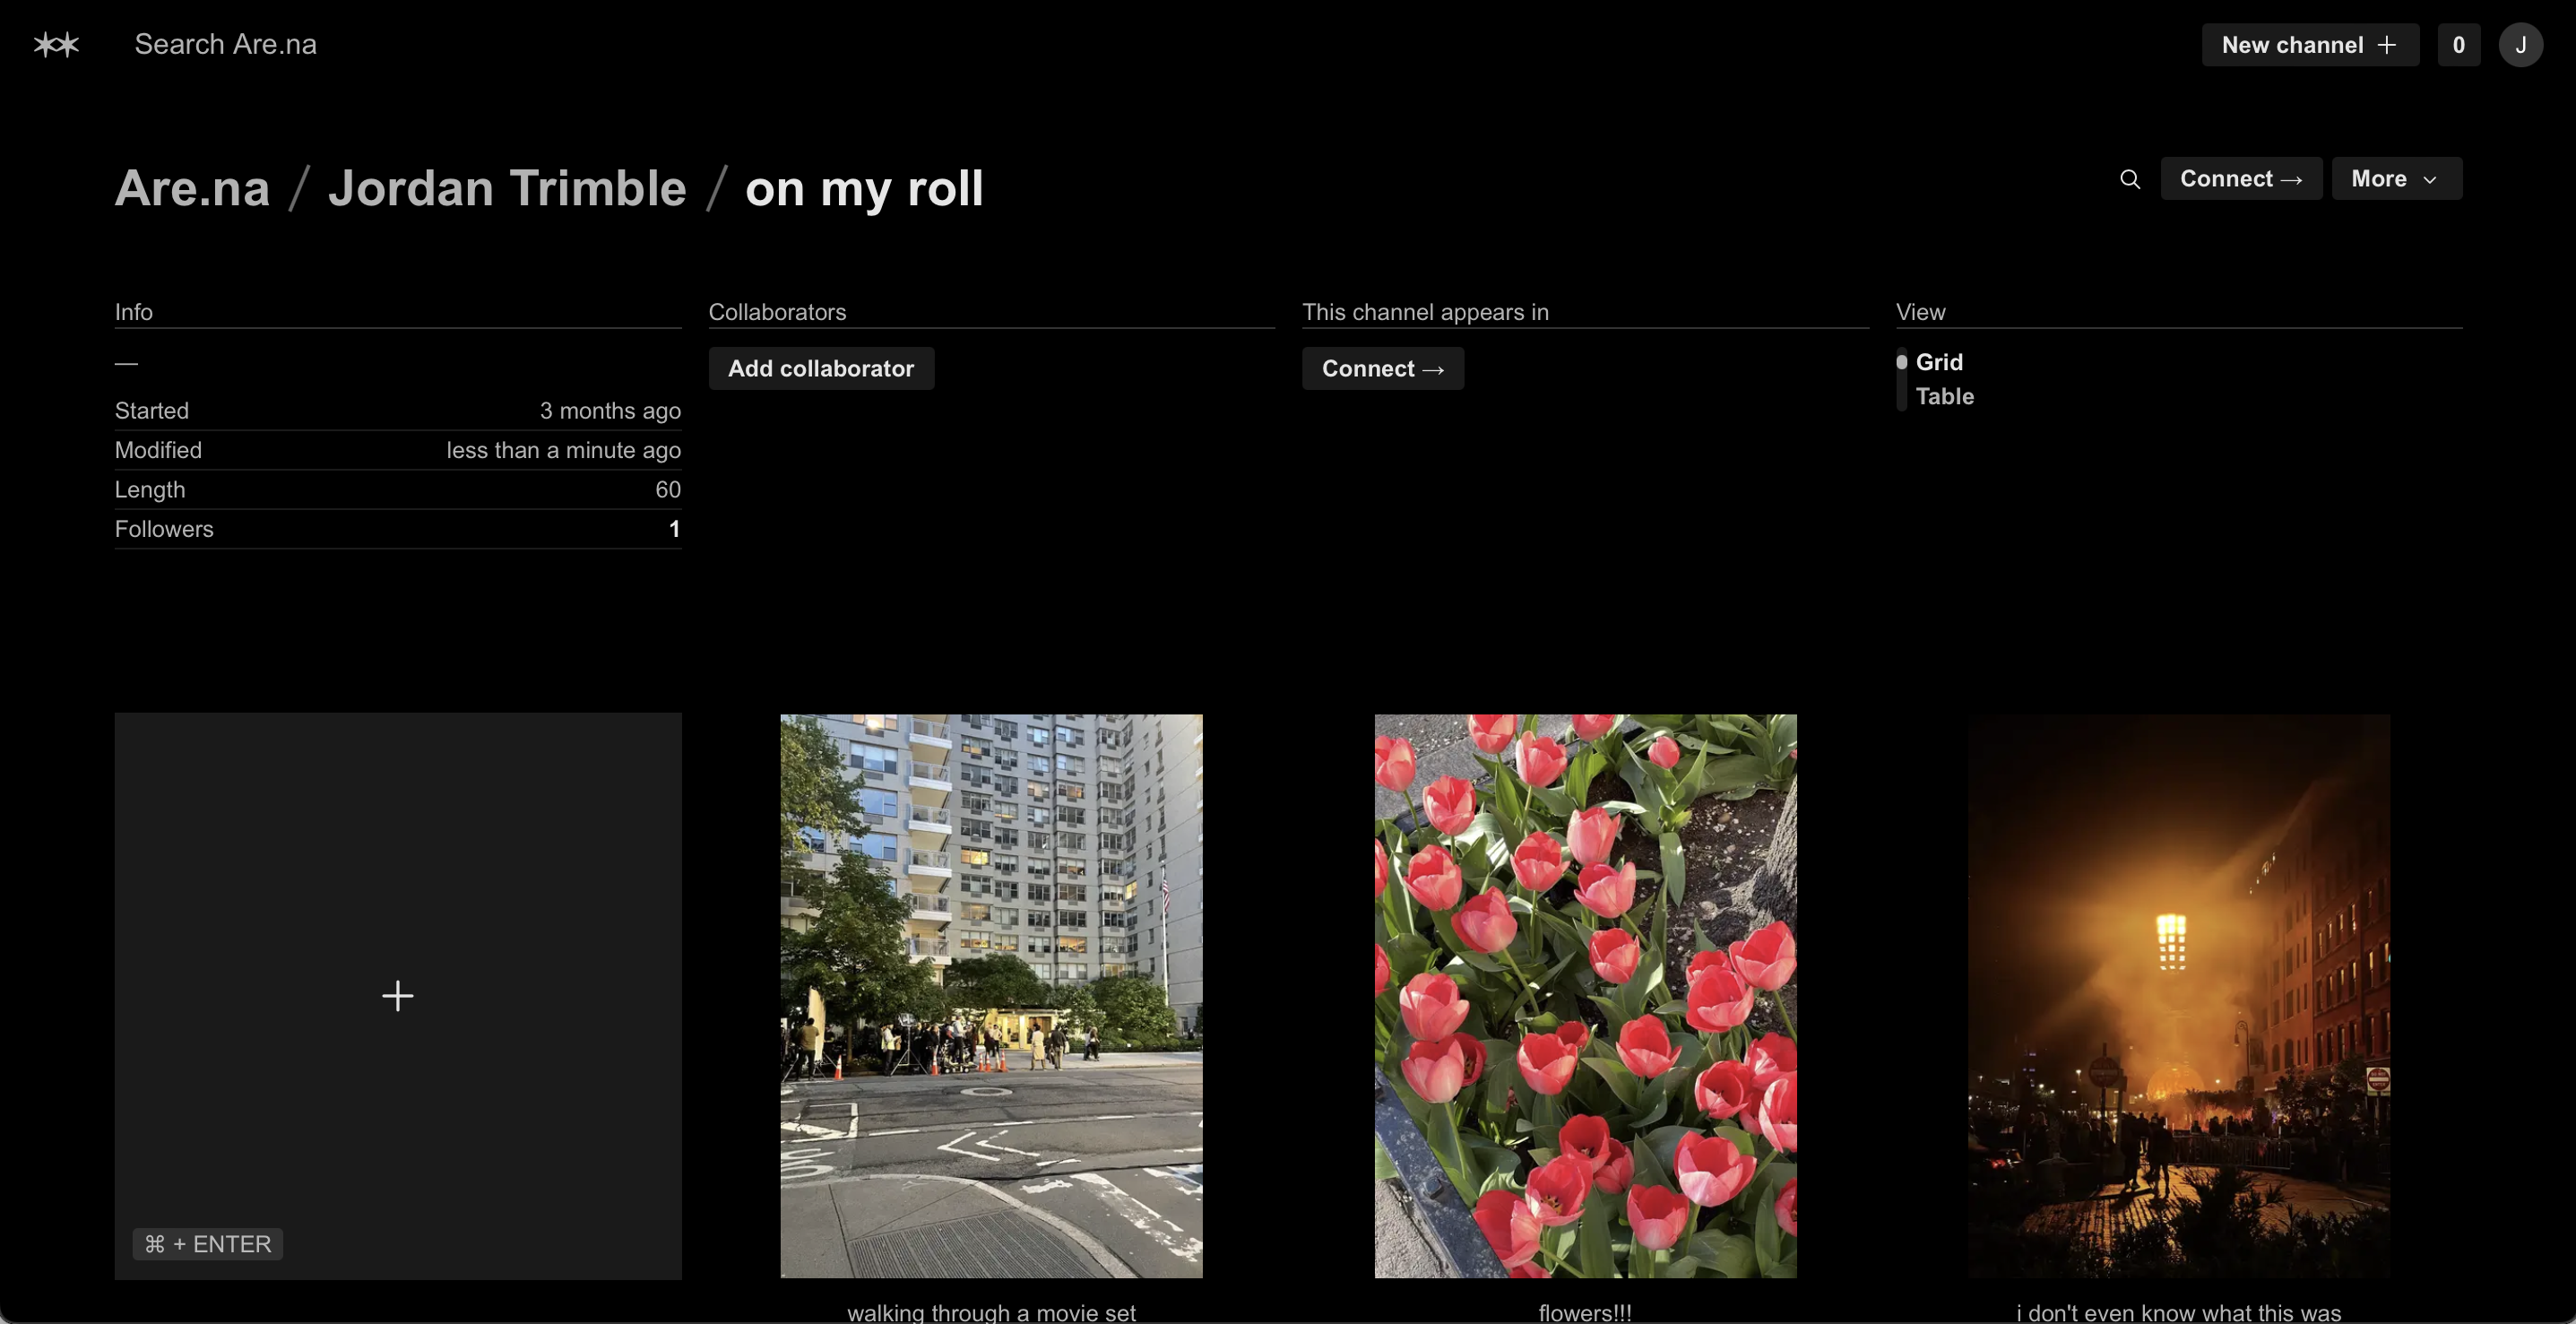 Search Are.na
New channel +
0
J
Are.na / Jordan Trimble / on my roll
Connect →
More
Info
—
Started 3 months ago
Modified less than a minute ago
Length 60
Followers 1
Collaborators
Add collaborator
This channel appears in
Connect →
View
Grid
Table
⌘ + ENTER
walking through a movie set
flowers!!!
i don't even know what this was